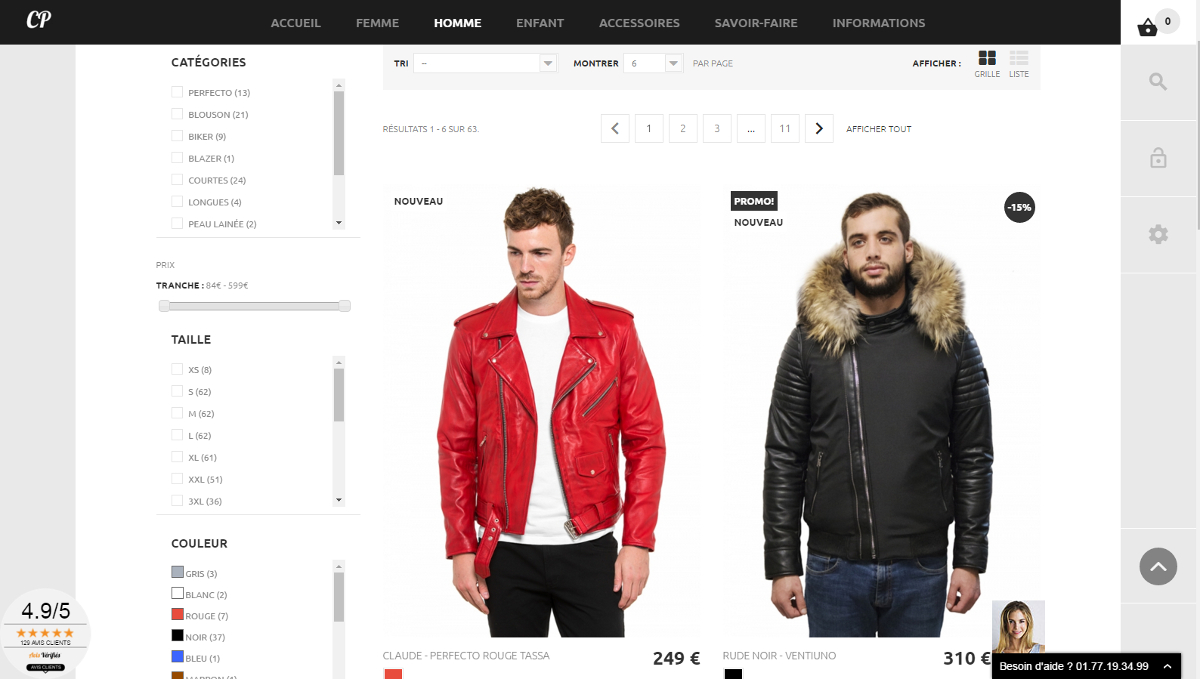 CP
ACCUEIL
FEMME
HOMME
ENFANT
ACCESSOIRES
SAVOIR-FAIRE
INFORMATIONS
0
CATÉGORIES
PERFECTO (13)
BLOUSON (21)
BIKER (9)
BLAZER (1)
COURTES (24)
LONGUES (4)
PEAU LAINÉE (2)
PRIX
TRANCHE : 84€ - 599€
TAILLE
XS (8)
S (62)
M (62)
L (62)
XL (61)
XXL (51)
3XL (36)
COULEUR
GRIS (3)
BLANC (2)
ROUGE (7)
NOIR (37)
BLEU (1)
MARRON (1)
4.9/5
129 AVIS CLIENTS
Avis Vérifiés
AVIS CLIENTS
TRI
--
MONTRER
6
PAR PAGE
AFFICHER :
GRILLE
LISTE
RÉSULTATS 1 - 6 SUR 63.
1
2
3
...
11
AFFICHER TOUT
NOUVEAU
CLAUDE - PERFECTO ROUGE TASSA
249 €
PROMO!
NOUVEAU
-15%
RUDE NOIR - VENTIUNO
310 €
Besoin d'aide ? 01.77.19.34.99